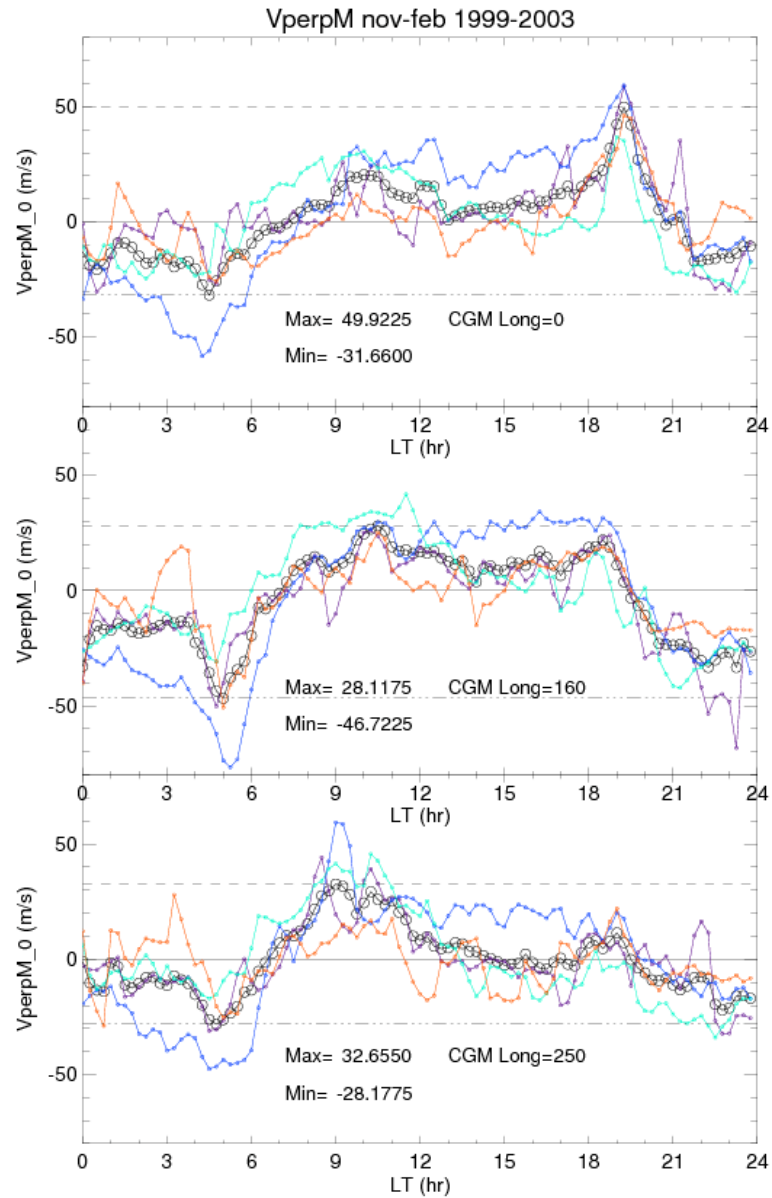 VperpM nov-feb 1999-2003
50
0
-50
VperpM_0 (m/s)
Max= 49.9225 CGM Long=0
Min= -31.6600
0 3 6 9 12 15 18 21 24
LT (hr)
50
0
-50
VperpM_0 (m/s)
Max= 28.1175 CGM Long=160
Min= -46.7225
0 3 6 9 12 15 18 21 24
LT (hr)
50
0
-50
VperpM_0 (m/s)
Max= 32.6550 CGM Long=250
Min= -28.1775
0 3 6 9 12 15 18 21 24
LT (hr)